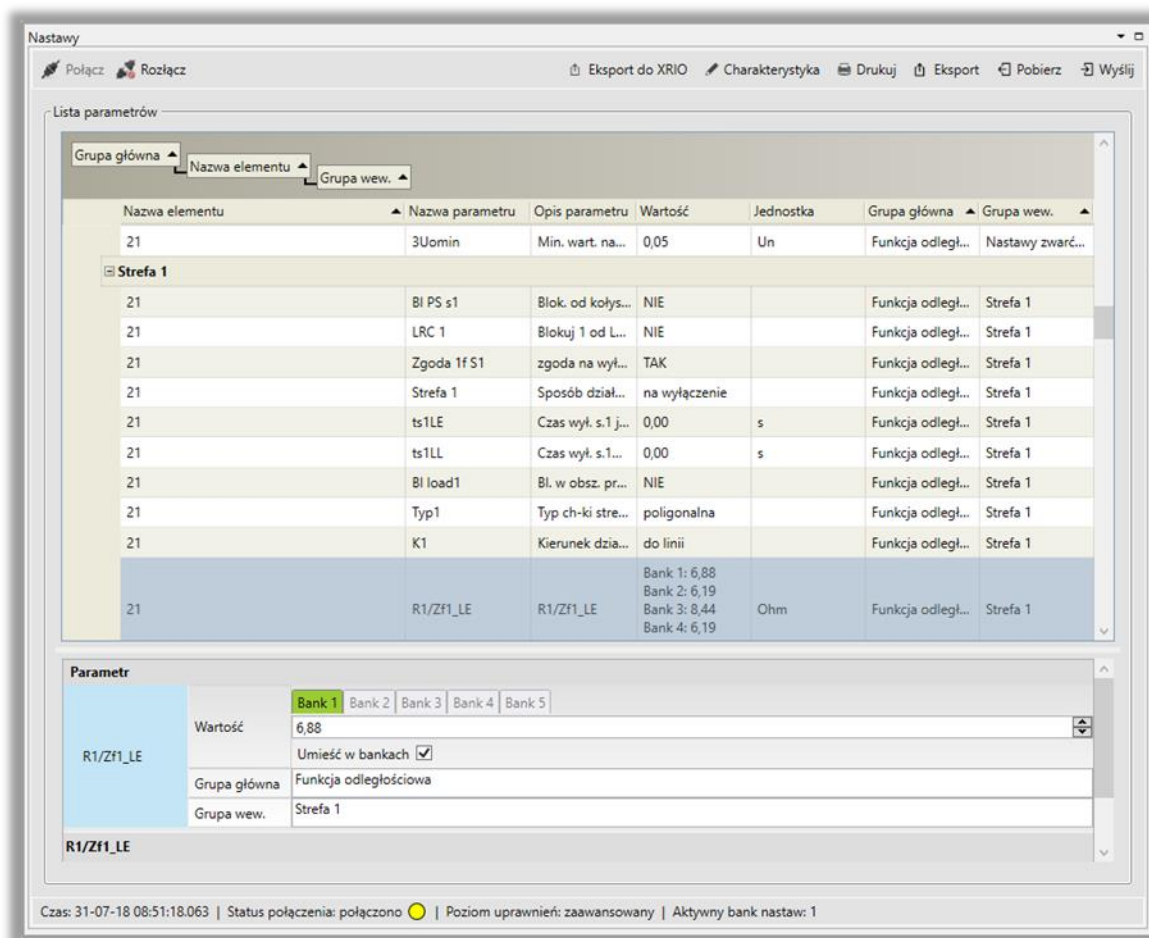 Nastawy
Połącz Rozłącz Eksport do XRIO Charakterystyka Drukuj Eksport Pobierz Wyślij
Lista parametrów
Grupa główna
Nazwa elementu
Grupa wew.
Nazwa elementu Nazwa parametru Opis parametru Wartość Jednostka Grupa główna Grupa wew.
21 3Uomin Min. wart. na... 0,05 Un Funkcja odległ... Nastawy zwarć...
Strefa 1
21 Bl PS s1 Blok. od kołys... NIE Funkcja odległ... Strefa 1
21 LRC 1 Blokuj 1 od L... NIE Funkcja odległ... Strefa 1
21 Zgoda 1f S1 zgoda na wył... TAK Funkcja odległ... Strefa 1
21 Strefa 1 Sposób dział... na wyłączenie Funkcja odległ... Strefa 1
21 ts1LE Czas wył. s.1 j... 0,00 s Funkcja odległ... Strefa 1
21 ts1LL Czas wył. s.1... 0,00 s Funkcja odległ... Strefa 1
21 Bl load1 Bl. w obsz. pr... NIE Funkcja odległ... Strefa 1
21 Typ1 Typ ch-ki stre... poligonalna Funkcja odległ... Strefa 1
21 K1 Kierunek dzia... do linii Funkcja odległ... Strefa 1
Bank 1: 6,88
Bank 2: 6,19
21 R1/Zf1_LE R1/Zf1_LE Bank 3: 8,44 Ohm Funkcja odległ... Strefa 1
Bank 4: 6,19
Parametr
Bank 1 Bank 2 Bank 3 Bank 4 Bank 5
Wartość 6,88
R1/Zf1_LE Umieść w bankach
Grupa główna Funkcja odległościowa
Grupa wew. Strefa 1
R1/Zf1_LE
Czas: 31-07-18 08:51:18.063 | Status połączenia: połączono | Poziom uprawnień: zaawansowany | Aktywny bank nastaw: 1